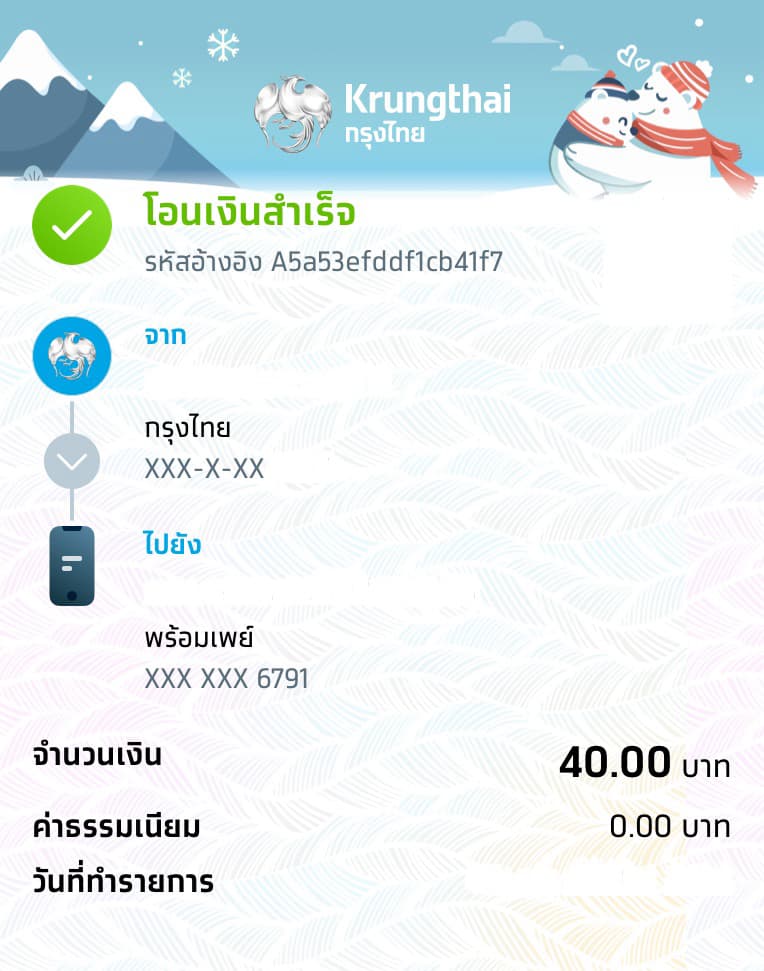 Krungthai
กรุงไทย
โอนเงินสำเร็จ
รหัสอ้างอิง A5a53efddf1cb41f7
จาก
กรุงไทย
XXX-X-XX
ไปยัง
พร้อมเพย์
XXX XXX 6791
จำนวนเงิน 40.00 บาท
ค่าธรรมเนียม 0.00 บาท
วันที่ทำรายการ